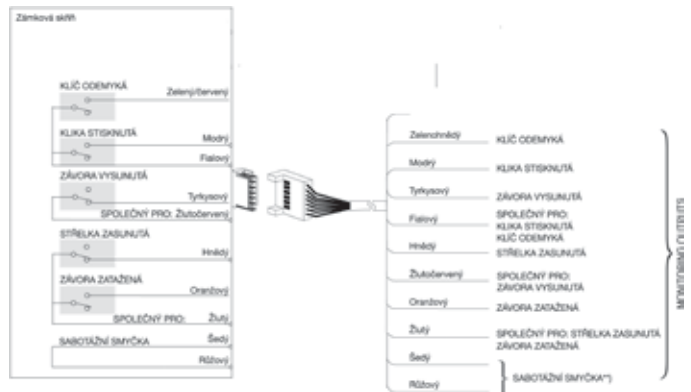 Zámková skříň
KLÍČ ODEMYKÁ
Zelený/červený
KLIKA STISKNUTÁ
Modrý
Fialový
ZÁVORA VYSUNUTÁ
Tyrkysový
SPOLEČNÝ PRO: Žlutočervený
STŘELKA ZASUNUTÁ
Hnědý
ZÁVORA ZATAŽENÁ
Oranžový
SPOLEČNÝ PRO: Žlutý
SABOTÁŽNÍ SMYČKA Šedý
Růžový
Zelenohnědý KLÍČ ODEMYKÁ
Modrý KLIKA STISKNUTÁ
Tyrkysový ZÁVORA VYSUNUTÁ
Fialový SPOLEČNÝ PRO:
KLIKA STISKNUTÁ
KLÍČ ODEMYKÁ
Hnědý STŘELKA ZASUNUTÁ
Žlutočervený SPOLEČNÝ PRO:
ZÁVORA VYSUNUTÁ
Oranžový ZÁVORA ZATAŽENÁ
Žlutý SPOLEČNÝ PRO: STŘELKA ZASUNUTÁ
ZÁVORA ZATAŽENÁ
Šedý
SABOTÁŽNÍ SMYČKA**)
Růžový
MONITORING OUTPUTS